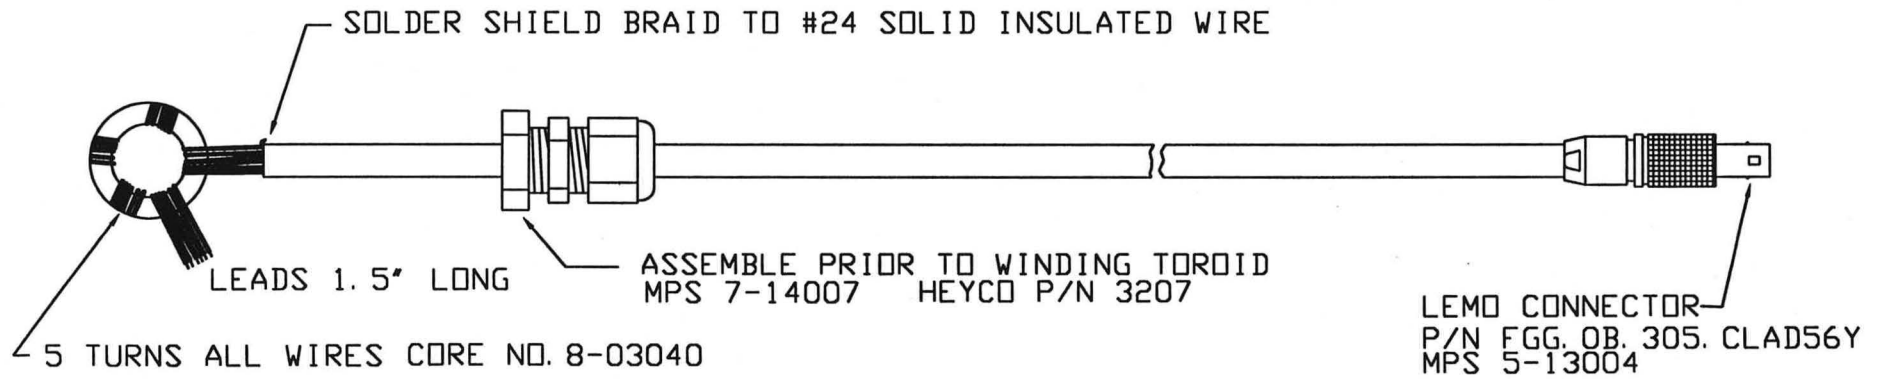 SOLDER SHIELD BRAID TO #24 SOLID INSULATED WIRE
LEADS 1.5" LONG
ASSEMBLE PRIOR TO WINDING TOROID
MPS 7-14007 HEYCO P/N 3207
5 TURNS ALL WIRES CORE NO. 8-03040
LEMO CONNECTOR
P/N FGG. OB. 305. CLAD56Y
MPS 5-13004